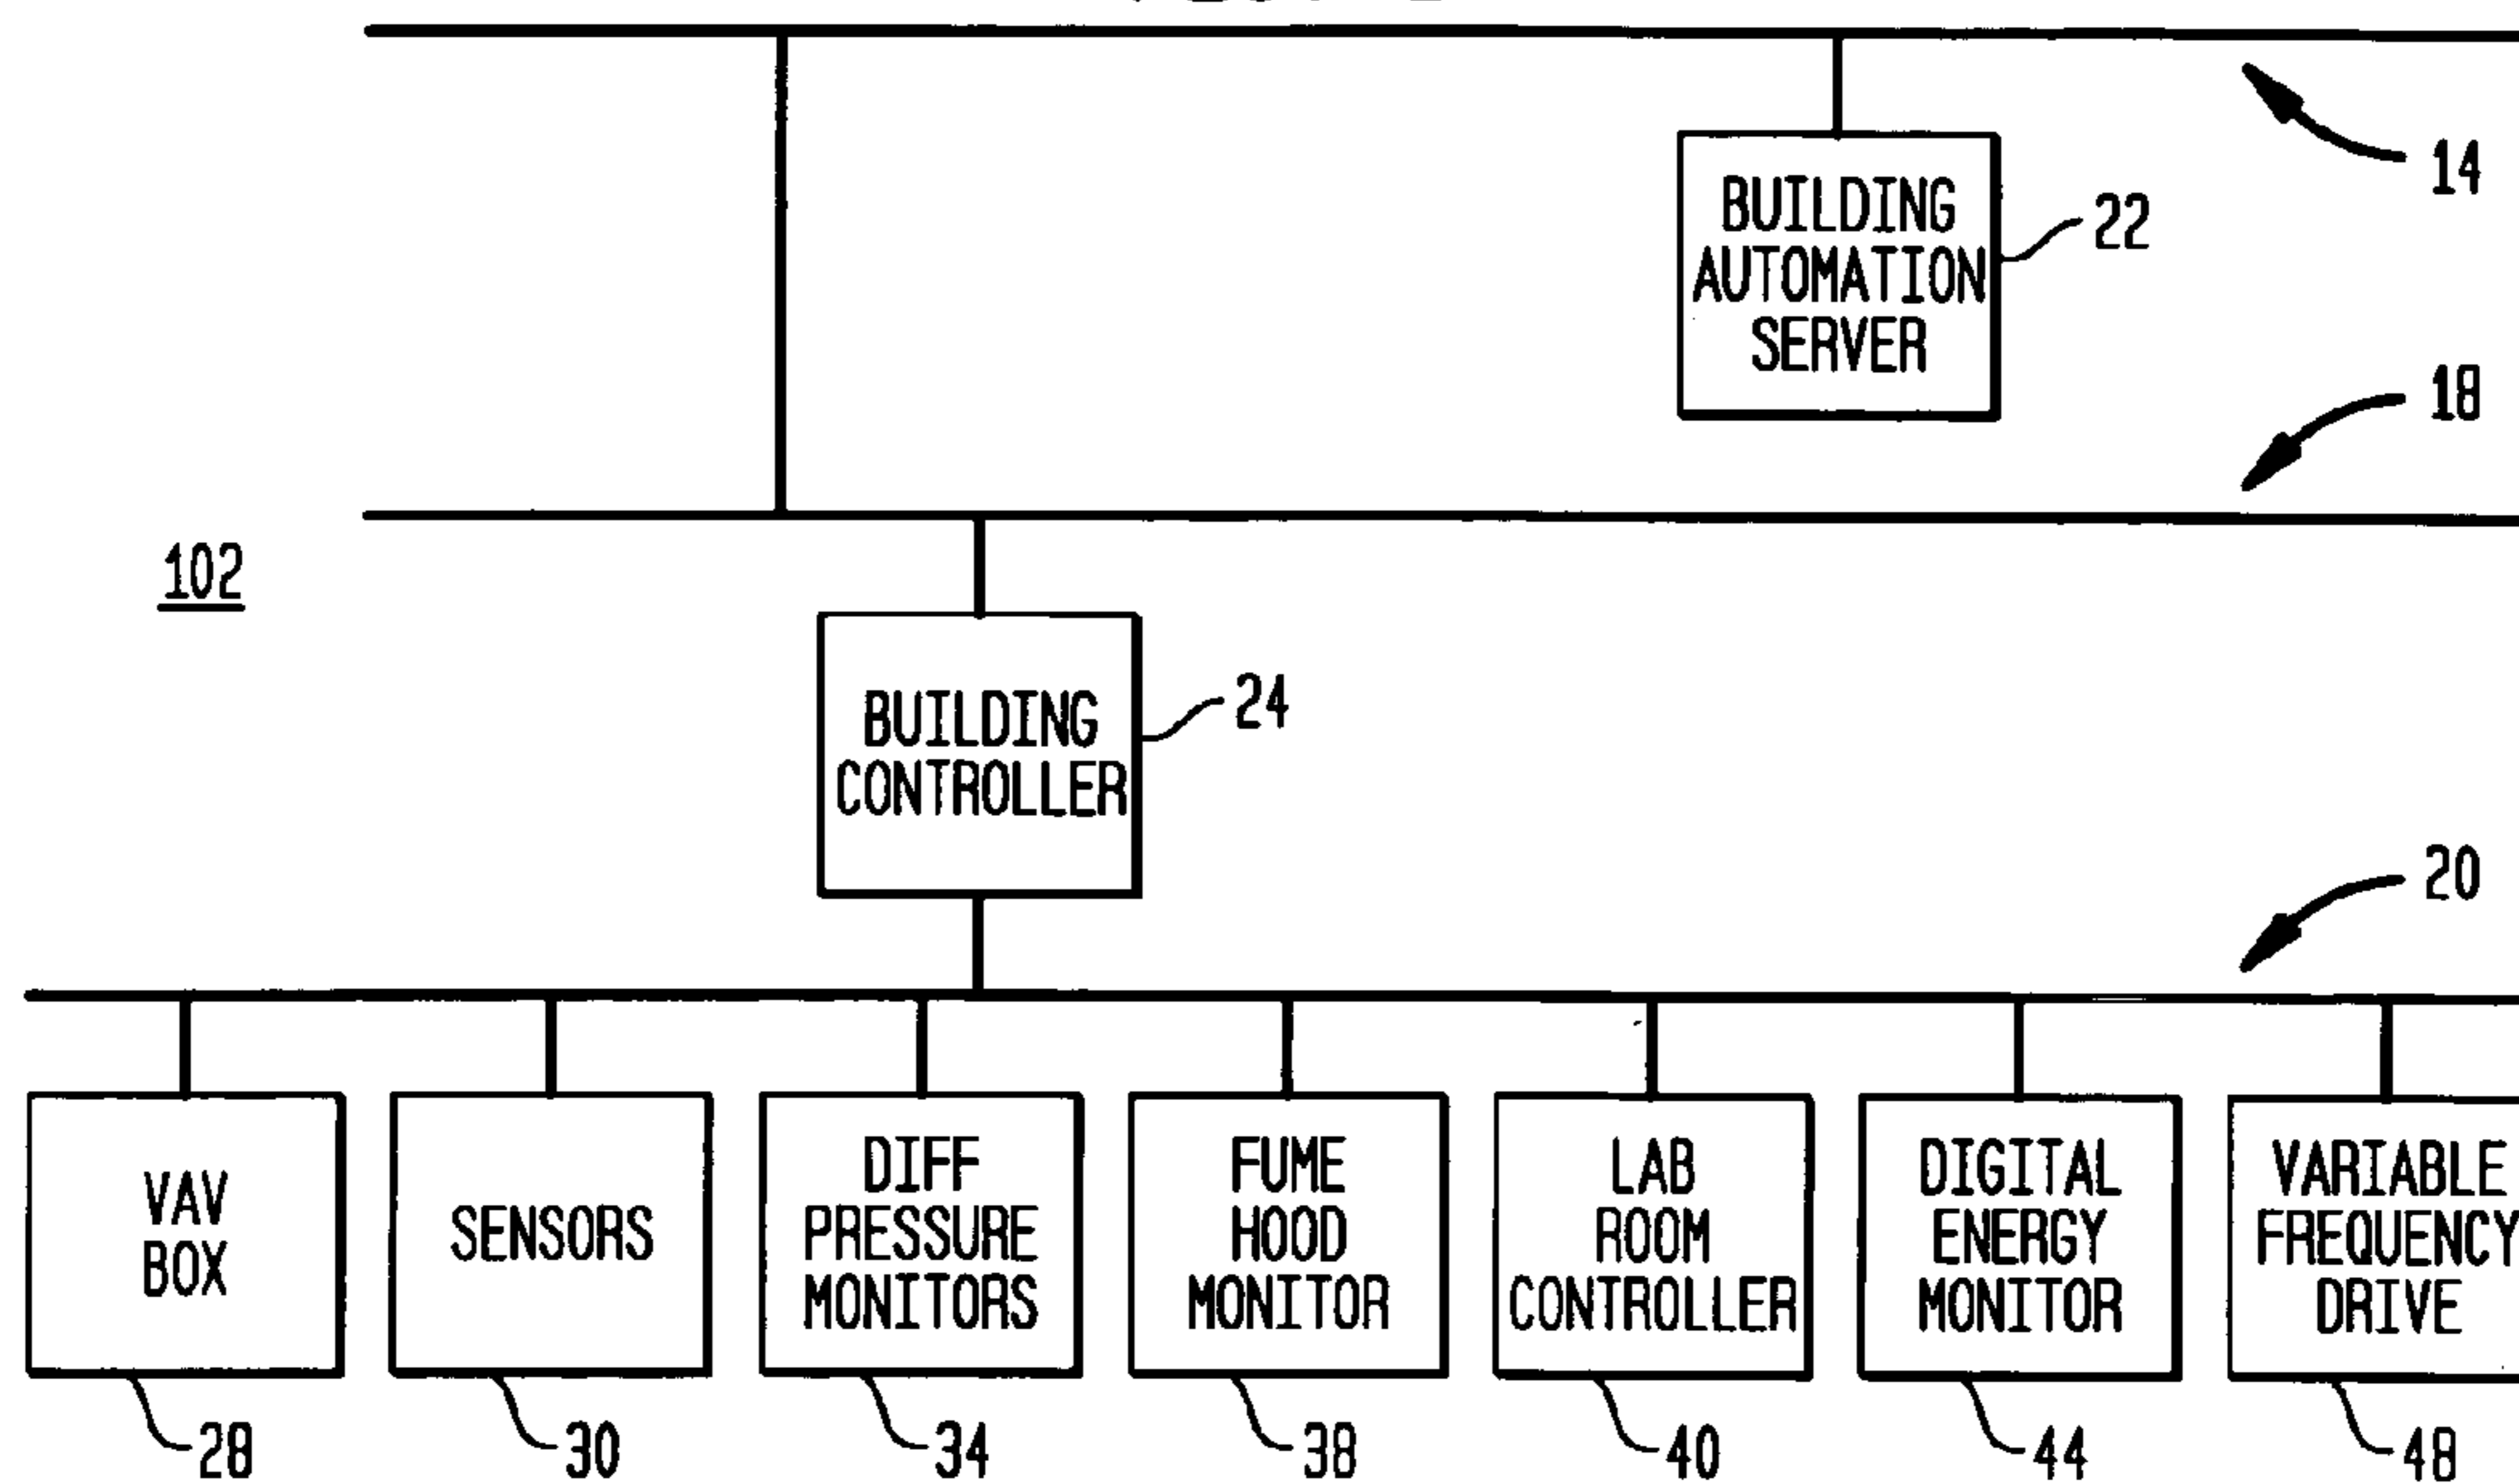 14
BUILDING
AUTOMATION
SERVER
22
18
102
BUILDING
CONTROLLER
24
20
VAV
BOX
SENSORS
DIFF
PRESSURE
MONITORS
FUME
HOOD
MONITOR
LAB
ROOM
CONTROLLER
DIGITAL
ENERGY
MONITOR
VARIABLE
FREQUENCY
DRIVE
28
30
34
38
40
44
48